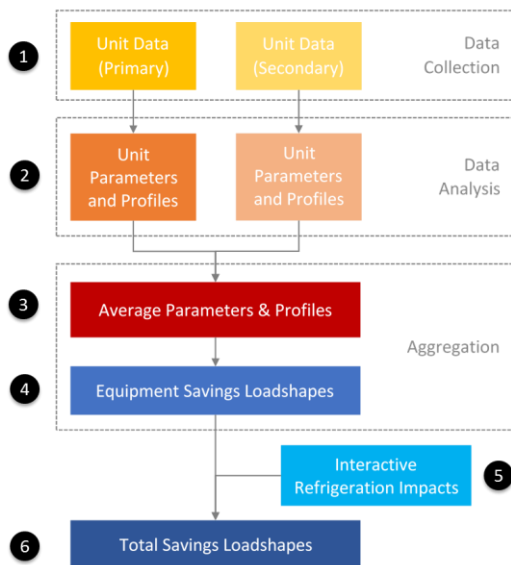 1
Unit Data
(Primary)
Unit Data
(Secondary)
Data
Collection
2
Unit
Parameters
and Profiles
Unit
Parameters
and Profiles
Data
Analysis
3
Average Parameters & Profiles
Aggregation
4
Equipment Savings Loadshapes
Interactive
Refrigeration Impacts
5
6
Total Savings Loadshapes